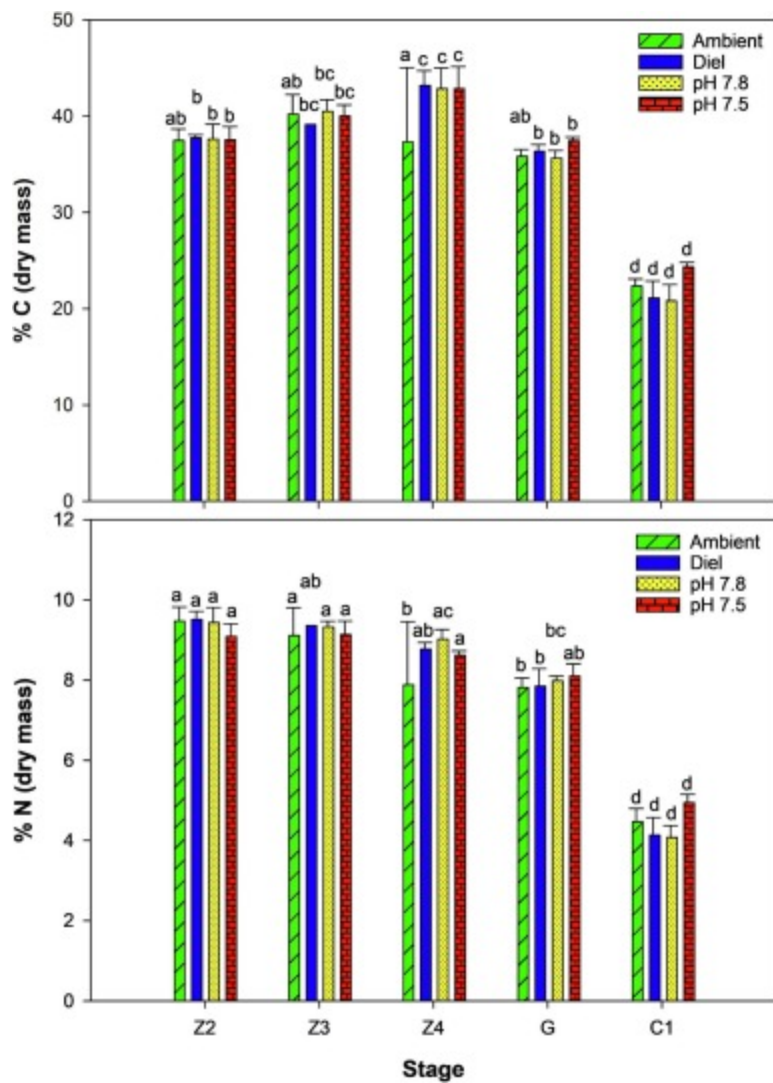 Ambient
Diel
pH 7.8
pH 7.5
50
40
30
20
10
0
% C (dry mass)
ab b b b
ab bc bc bc
a c c c
ab b b b
d d d d
Ambient
Diel
pH 7.8
pH 7.5
12
10
8
6
4
2
0
% N (dry mass)
a a a a
a ab a a
b ab ac a
b b bc ab
d d d d
Z2 Z3 Z4 G C1
Stage